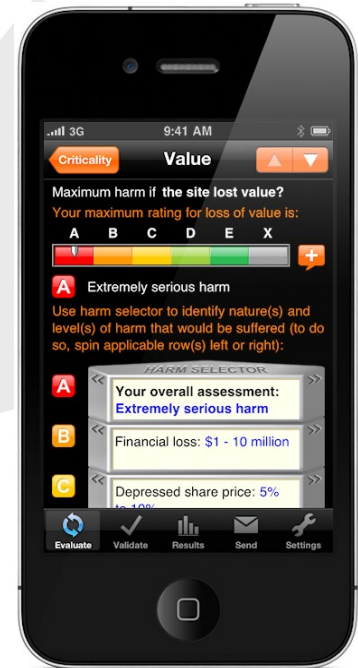 3G 9:41 AM
Criticality Value
Maximum harm if the site lost value?
Your maximum rating for loss of value is:
A B C D E X
A Extremely serious harm
Use harm selector to identify nature(s) and
level(s) of harm that would be suffered (to do
so, spin applicable row(s) left or right):
HARM SELECTOR
A Your overall assessment:
Extremely serious harm
B Financial loss: $1 - 10 million
C Depressed share price: 5%
to 10%
Evaluate Validate Results Send Settings